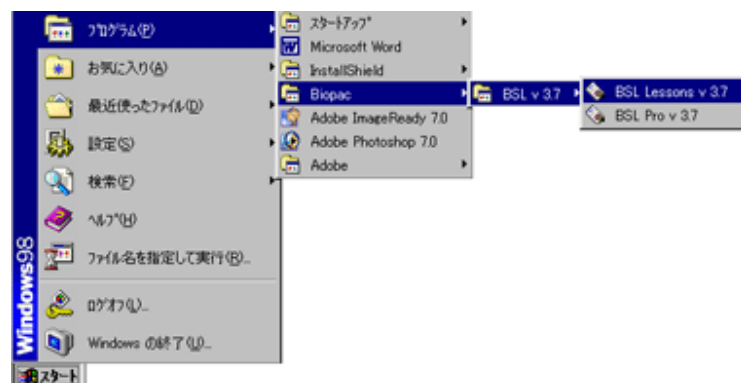 ﾌﾟﾛｸﾞﾗﾑ(P)
お気に入り(A)
最近使ったﾌｧｲﾙ(D)
設定(S)
検索(F)
ﾍﾙﾌﾟ(H)
ﾌｧｲﾙ名を指定して実行(R)...
ﾛｸﾞｵﾌ(L)...
Windows の終了(U)...
Windows98
スタート
ｽﾀｰﾄｱｯﾌﾟ
Microsoft Word
InstallShield
Biopac
Adobe ImageReady 7.0
Adobe Photoshop 7.0
Adobe
BSL v 3.7
BSL Lessons v 3.7
BSL Pro v 3.7